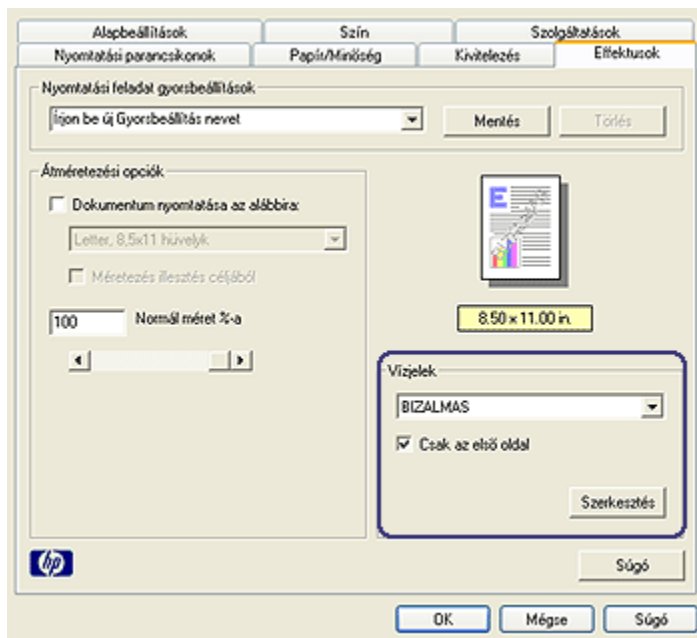 Alapbeállítások Szín Szolgáltatások
Nyomtatási parancsikonok Papír/Minőség Kivitelezés Effektusok
Nyomtatási feladat gyorsbeállítások
Írjon be új Gyorsbeállítás nevet Mentés Törlés
Átméretezési opciók
Dokumentum nyomtatása az alábbira:
Letter, 8,5x11 hüvelyk
Méretezés illesztés céljából
100 Normál méret %-a
E
8.50 × 11.00 in.
Vízjelek
BIZALMAS
Csak az első oldal
Szerkesztés
hp Súgó
OK Mégse Súgó